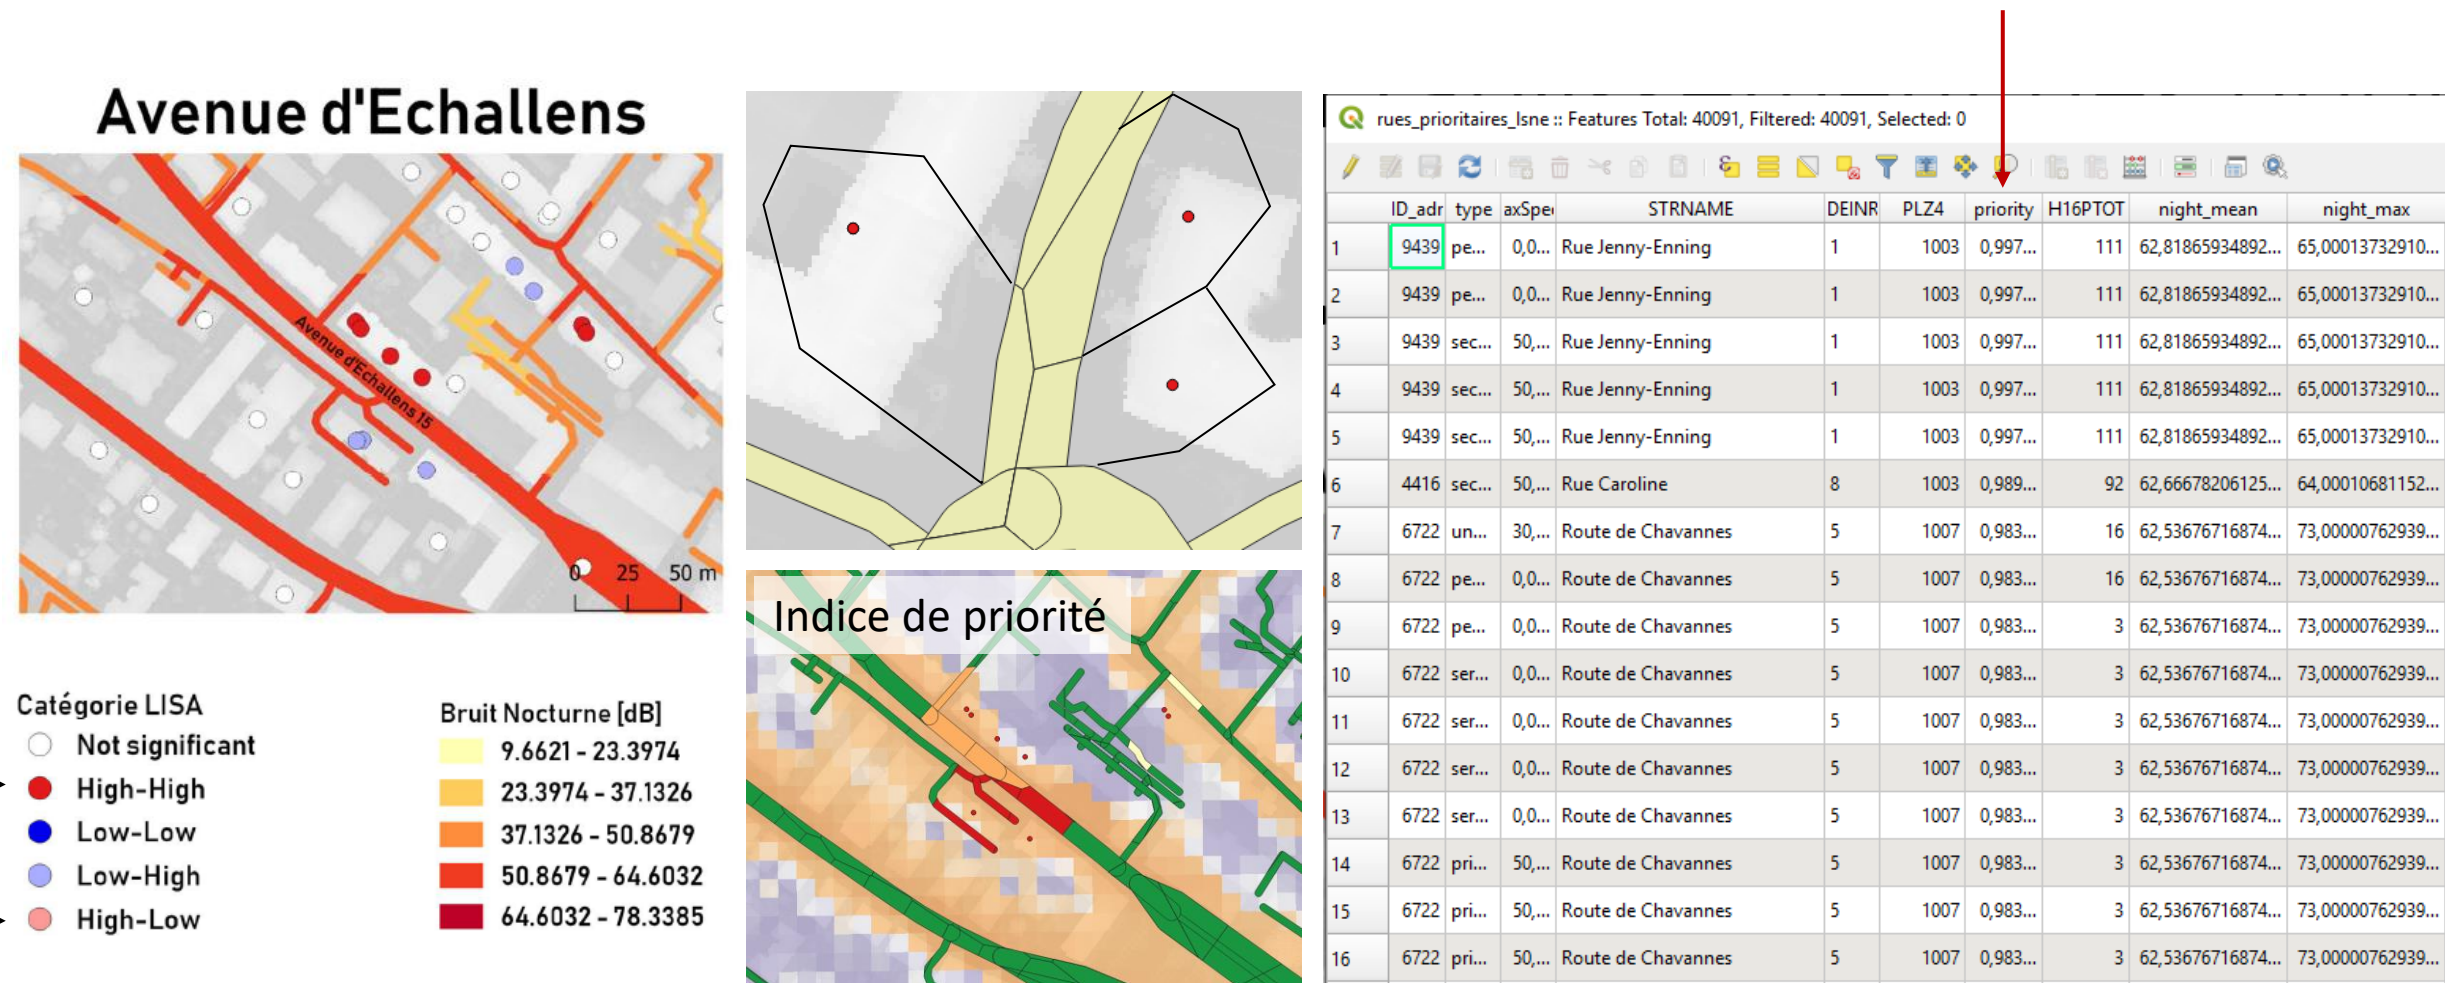 Avenue d'Echallens
Avenue d'Echallens 15
0 25 50 m
Catégorie LISA
Not significant
High-High
Low-Low
Low-High
High-Low
Bruit Nocturne [dB]
9.6621 - 23.3974
23.3974 - 37.1326
37.1326 - 50.8679
50.8679 - 64.6032
64.6032 - 78.3385
Indice de priorité
rues_prioritaires_lsne :: Features Total: 40091, Filtered: 40091, Selected: 0
ID_adr type axSpe STRNAME DEINR PLZ4 priority H16PTOT night_mean night_max
1 9439 pe... 0,0... Rue Jenny-Enning 1 1003 0,997... 111 62,81865934892... 65,00013732910...
2 9439 pe... 0,0... Rue Jenny-Enning 1 1003 0,997... 111 62,81865934892... 65,00013732910...
3 9439 sec... 50,... Rue Jenny-Enning 1 1003 0,997... 111 62,81865934892... 65,00013732910...
4 9439 sec... 50,... Rue Jenny-Enning 1 1003 0,997... 111 62,81865934892... 65,00013732910...
5 9439 sec... 50,... Rue Jenny-Enning 1 1003 0,997... 111 62,81865934892... 65,00013732910...
6 4416 sec... 50,... Rue Caroline 8 1003 0,989... 92 62,66678206125... 64,00010681152...
7 6722 un... 30,... Route de Chavannes 5 1007 0,983... 16 62,53676716874... 73,00000762939...
8 6722 pe... 0,0... Route de Chavannes 5 1007 0,983... 16 62,53676716874... 73,00000762939...
9 6722 pe... 0,0... Route de Chavannes 5 1007 0,983... 3 62,53676716874... 73,00000762939...
10 6722 ser... 0,0... Route de Chavannes 5 1007 0,983... 3 62,53676716874... 73,00000762939...
11 6722 ser... 0,0... Route de Chavannes 5 1007 0,983... 3 62,53676716874... 73,00000762939...
12 6722 ser... 0,0... Route de Chavannes 5 1007 0,983... 3 62,53676716874... 73,00000762939...
13 6722 ser... 0,0... Route de Chavannes 5 1007 0,983... 3 62,53676716874... 73,00000762939...
14 6722 pri... 50,... Route de Chavannes 5 1007 0,983... 3 62,53676716874... 73,00000762939...
15 6722 pri... 50,... Route de Chavannes 5 1007 0,983... 3 62,53676716874... 73,00000762939...
16 6722 pri... 50,... Route de Chavannes 5 1007 0,983... 3 62,53676716874... 73,00000762939...